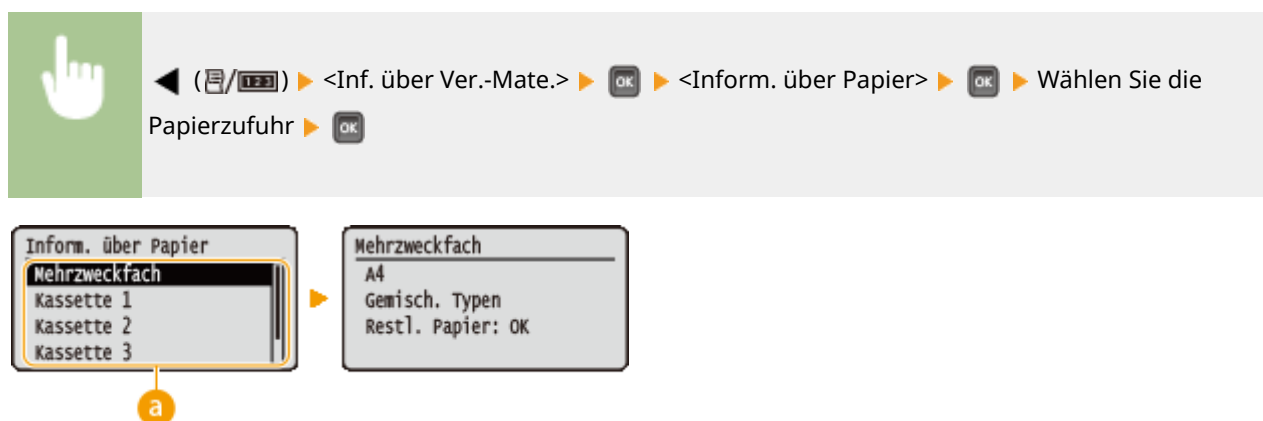 ◀ (/123) ▶ <Inf. über Ver.-Mate.> ▶ OK ▶ <Inform. über Papier> ▶ OK ▶ Wählen Sie die
Papierzufuhr ▶ OK
Inform. über Papier
Mehrzweckfach
Kassette 1
Kassette 2
Kassette 3
a
Mehrzweckfach
A4
Gemisch. Typen
Restl. Papier: OK